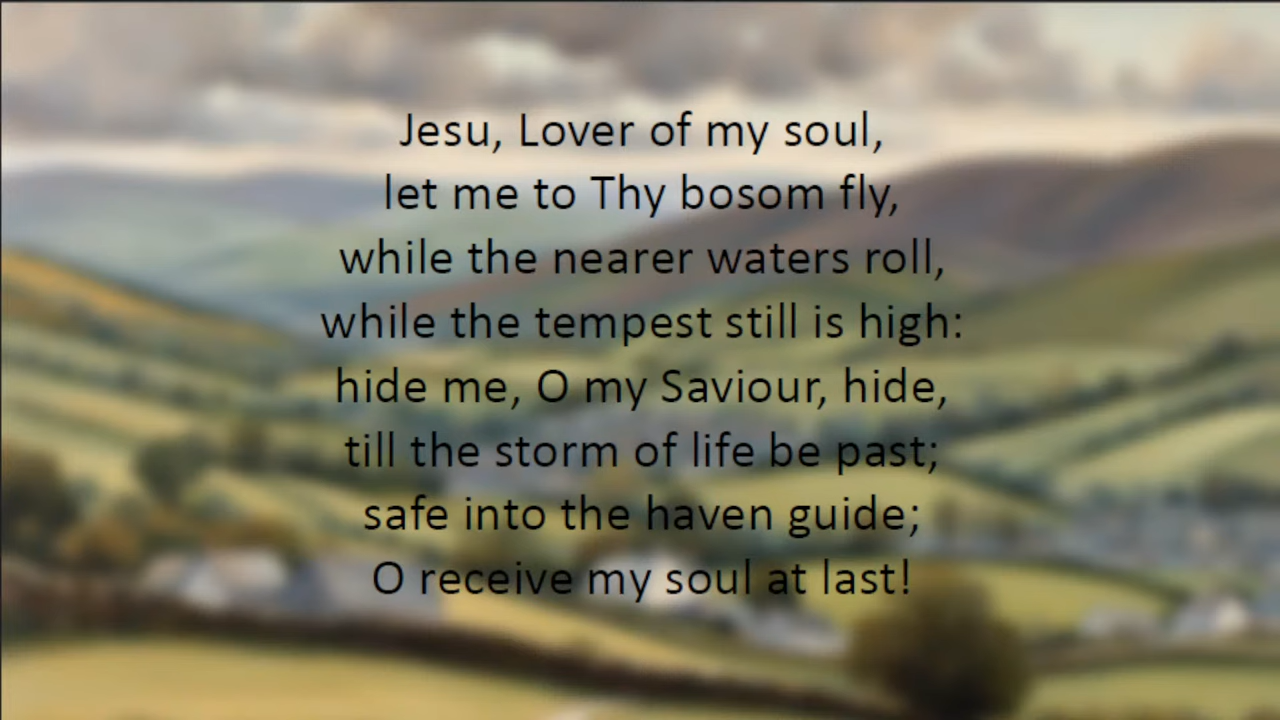 Jesu, Lover of my soul,
let me to Thy bosom fly,
while the nearer waters roll,
while the tempest still is high:
hide me, O my Saviour, hide,
till the storm of life be past;
safe into the haven guide;
O receive my soul at last!